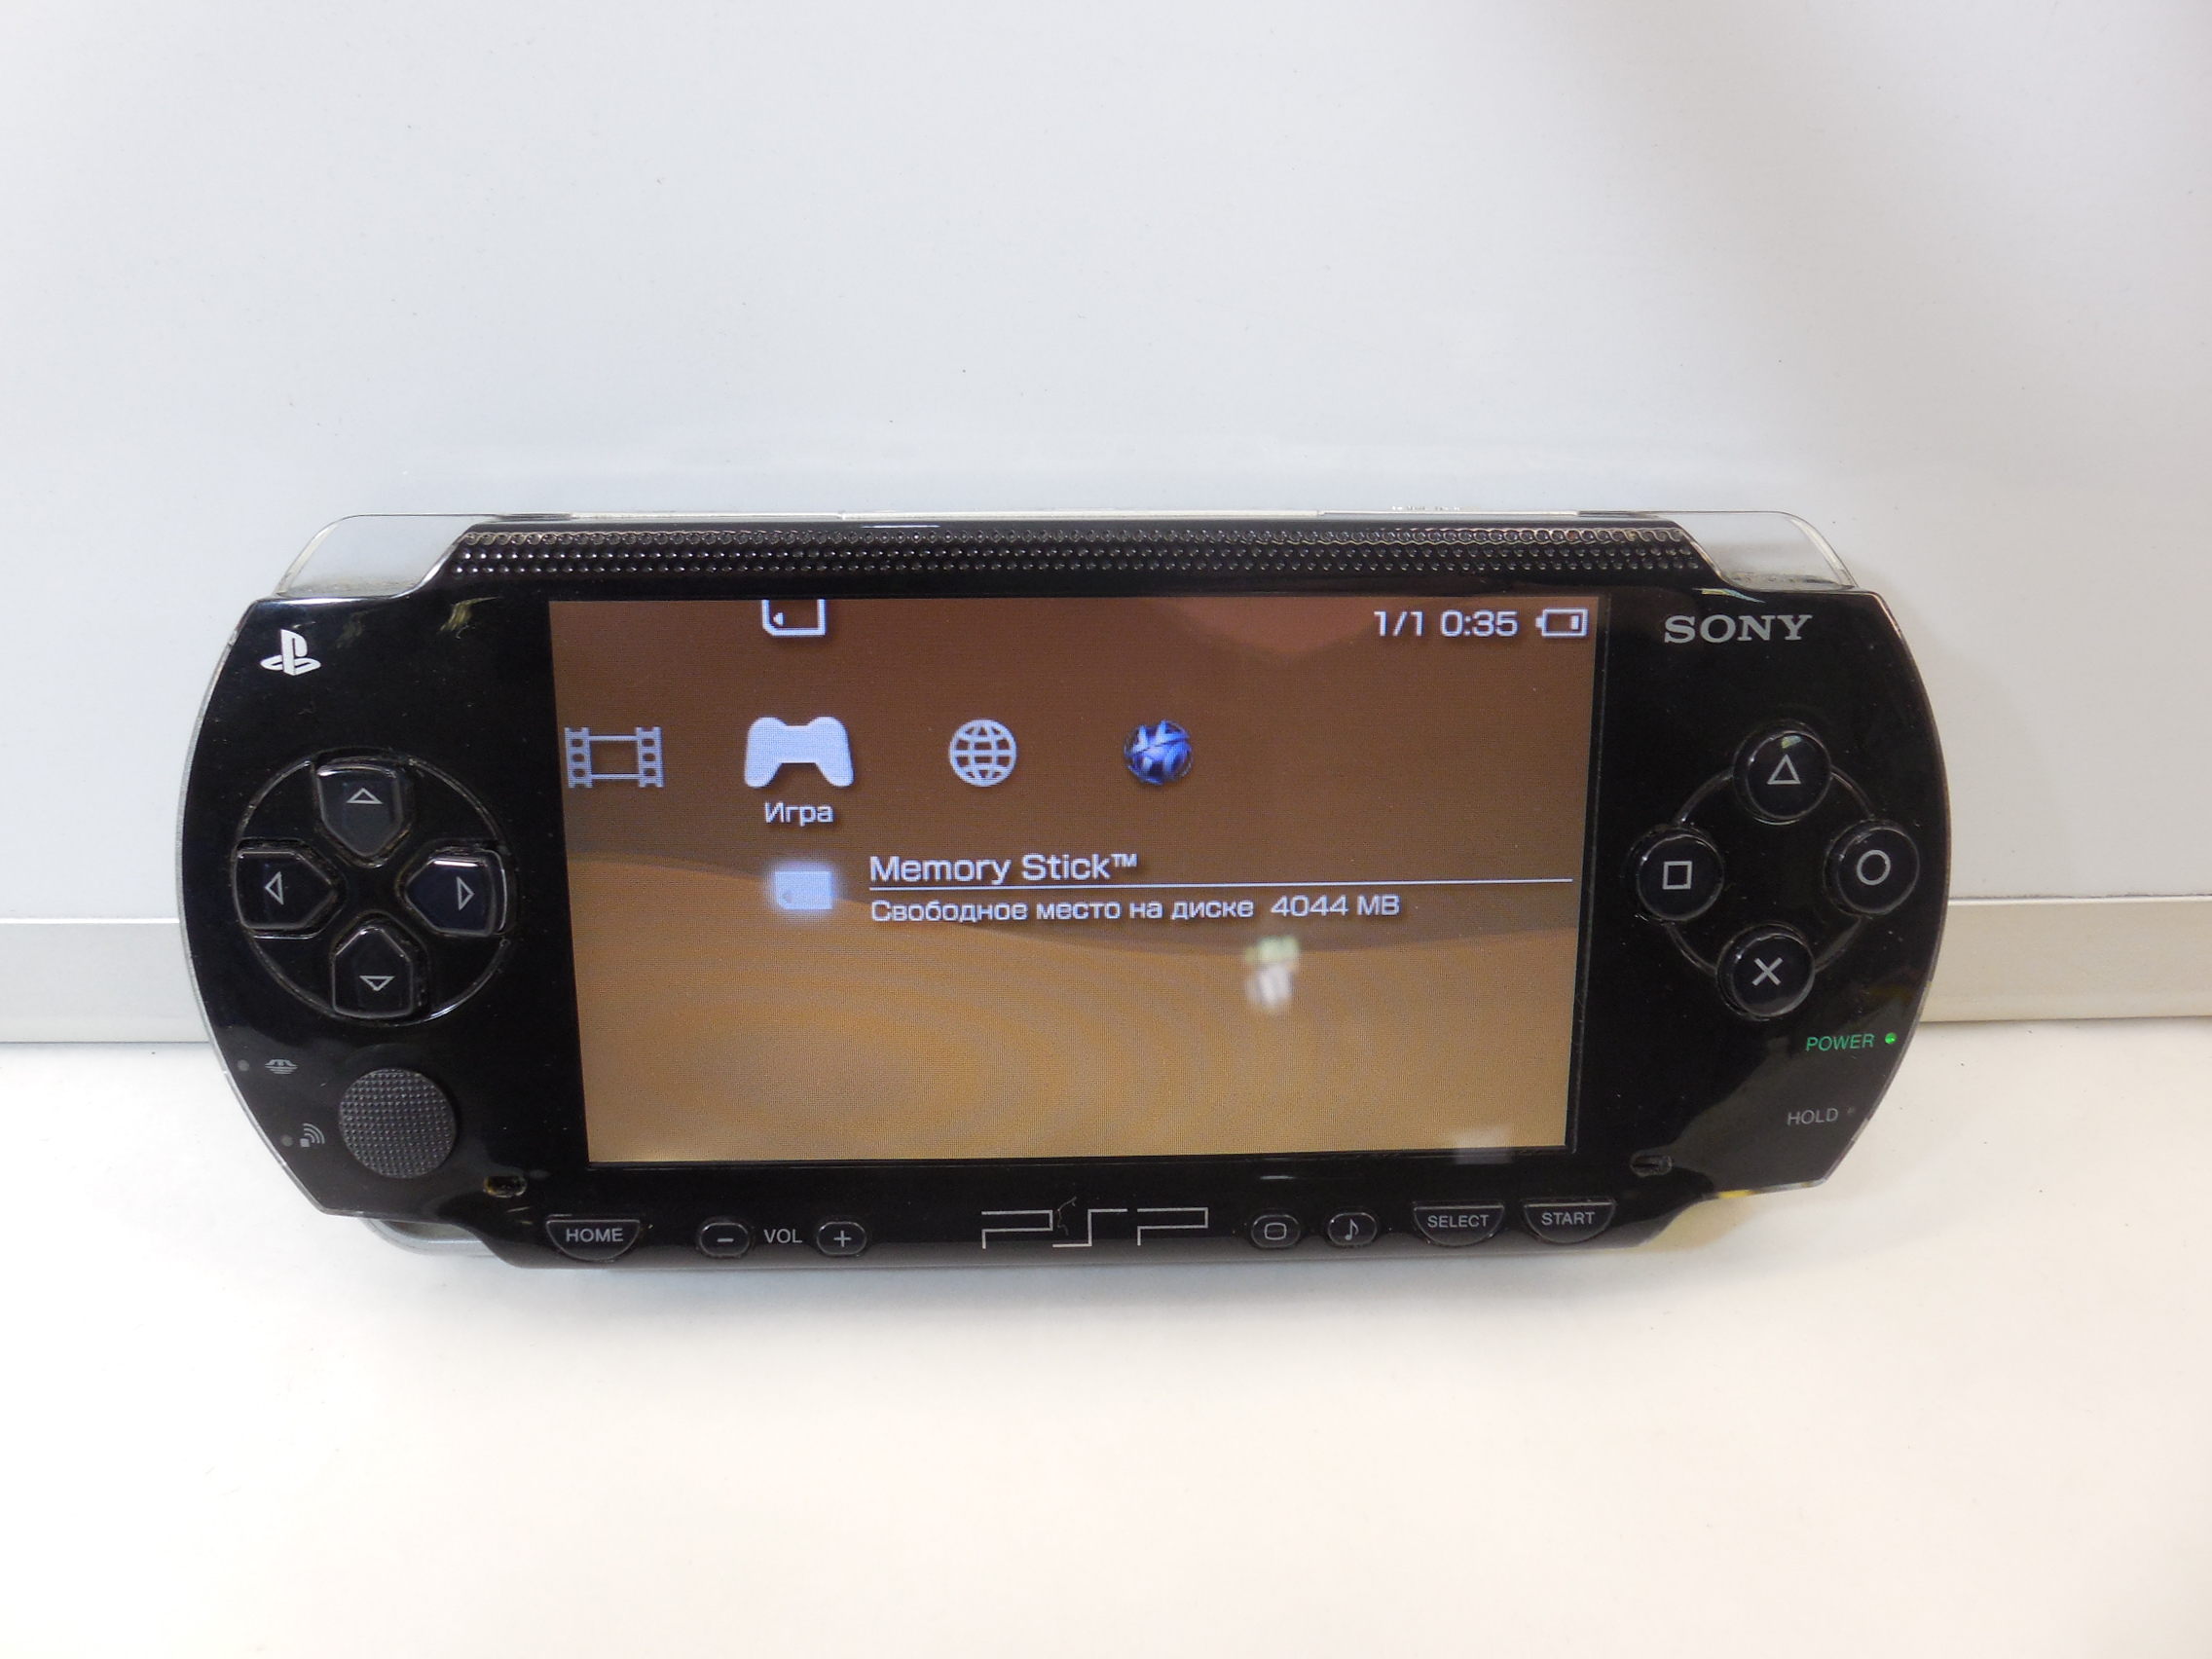 1/1 0:35
SONY
Игра
Memory Stick™
Свободное место на диске 4044 MB
POWER
HOLD
HOME
VOL
PSP
SELECT
START